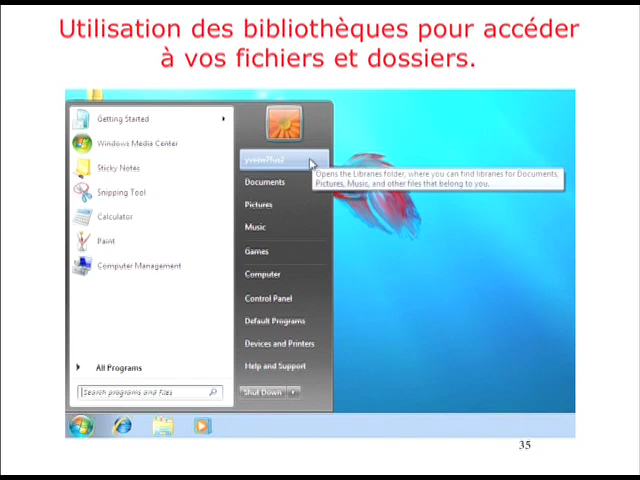 Utilisation des bibliothèques pour accéder
à vos fichiers et dossiers.
Getting Started
Windows Media Center
Sticky Notes
Snipping Tool
Calculator
Paint
Computer Management
All Programs
Search programs and files
Documents
Pictures
Music
Games
Computer
Control Panel
Default Programs
Devices and Printers
Help and Support
Shut Down
Opens the Libraries folder, where you can find libraries for Documents,
Pictures, Music, and other files that belong to you.
35